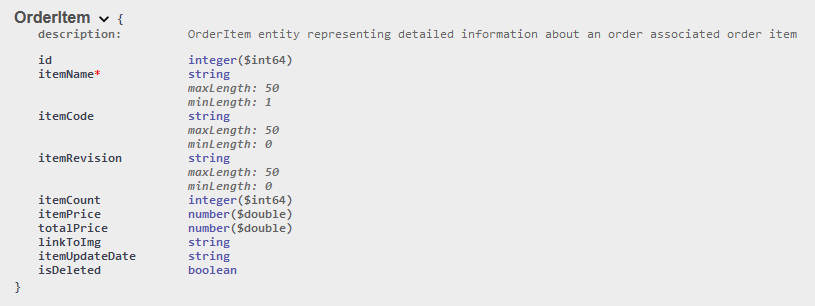 OrderItem {
description: OrderItem entity representing detailed information about an order associated order item
id integer($int64)
itemName* string
maxLength: 50
minLength: 1
itemCode string
maxLength: 50
minLength: 0
itemRevision string
maxLength: 50
minLength: 0
itemCount integer($int64)
itemPrice number($double)
totalPrice number($double)
linkToImg string
itemUpdateDate string
isDeleted boolean
}